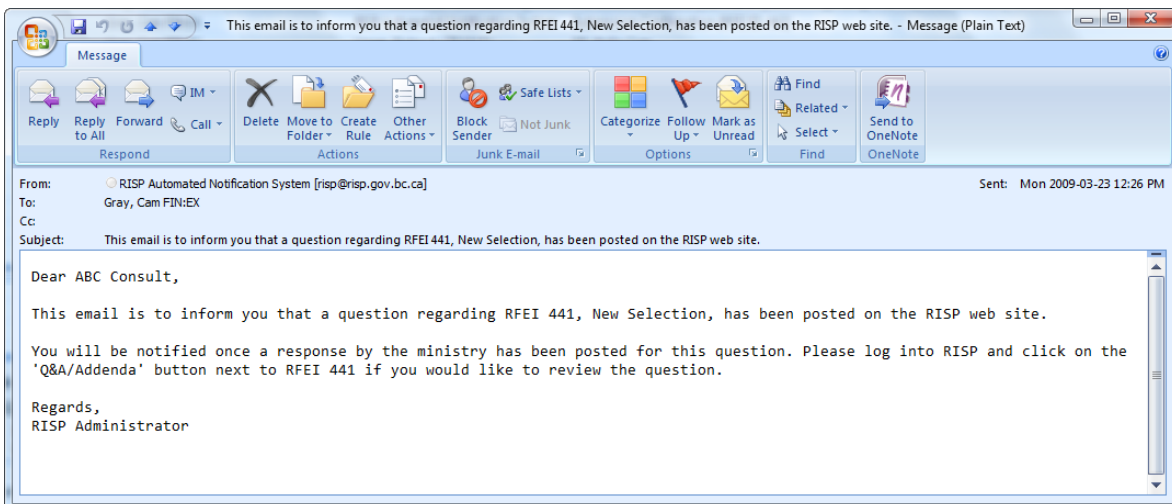 This email is to inform you that a question regarding RFEI 441, New Selection, has been posted on the RISP web site. - Message (Plain Text)
Message
Reply
Reply to All
Forward
IM
Call
Respond
Delete
Move to Folder
Create Rule
Other Actions
Actions
Block Sender
Safe Lists
Not Junk
Junk E-mail
Categorize
Follow Up
Mark as Unread
Options
Find
Related
Select
Find
Send to OneNote
OneNote
From: RISP Automated Notification System [risp@risp.gov.bc.ca] Sent: Mon 2009-03-23 12:26 PM
To: Gray, Cam FIN:EX
Cc:
Subject: This email is to inform you that a question regarding RFEI 441, New Selection, has been posted on the RISP web site.
Dear ABC Consult,
This email is to inform you that a question regarding RFEI 441, New Selection, has been posted on the RISP web site.
You will be notified once a response by the ministry has been posted for this question. Please log into RISP and click on the
'Q&A/Addenda' button next to RFEI 441 if you would like to review the question.
Regards,
RISP Administrator